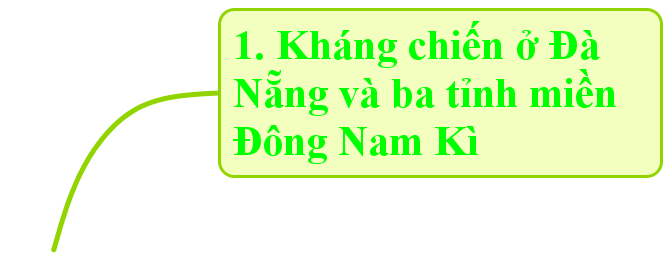 1. Kháng chiến ở Đà
Nẵng và ba tỉnh miền
Đông Nam Kì